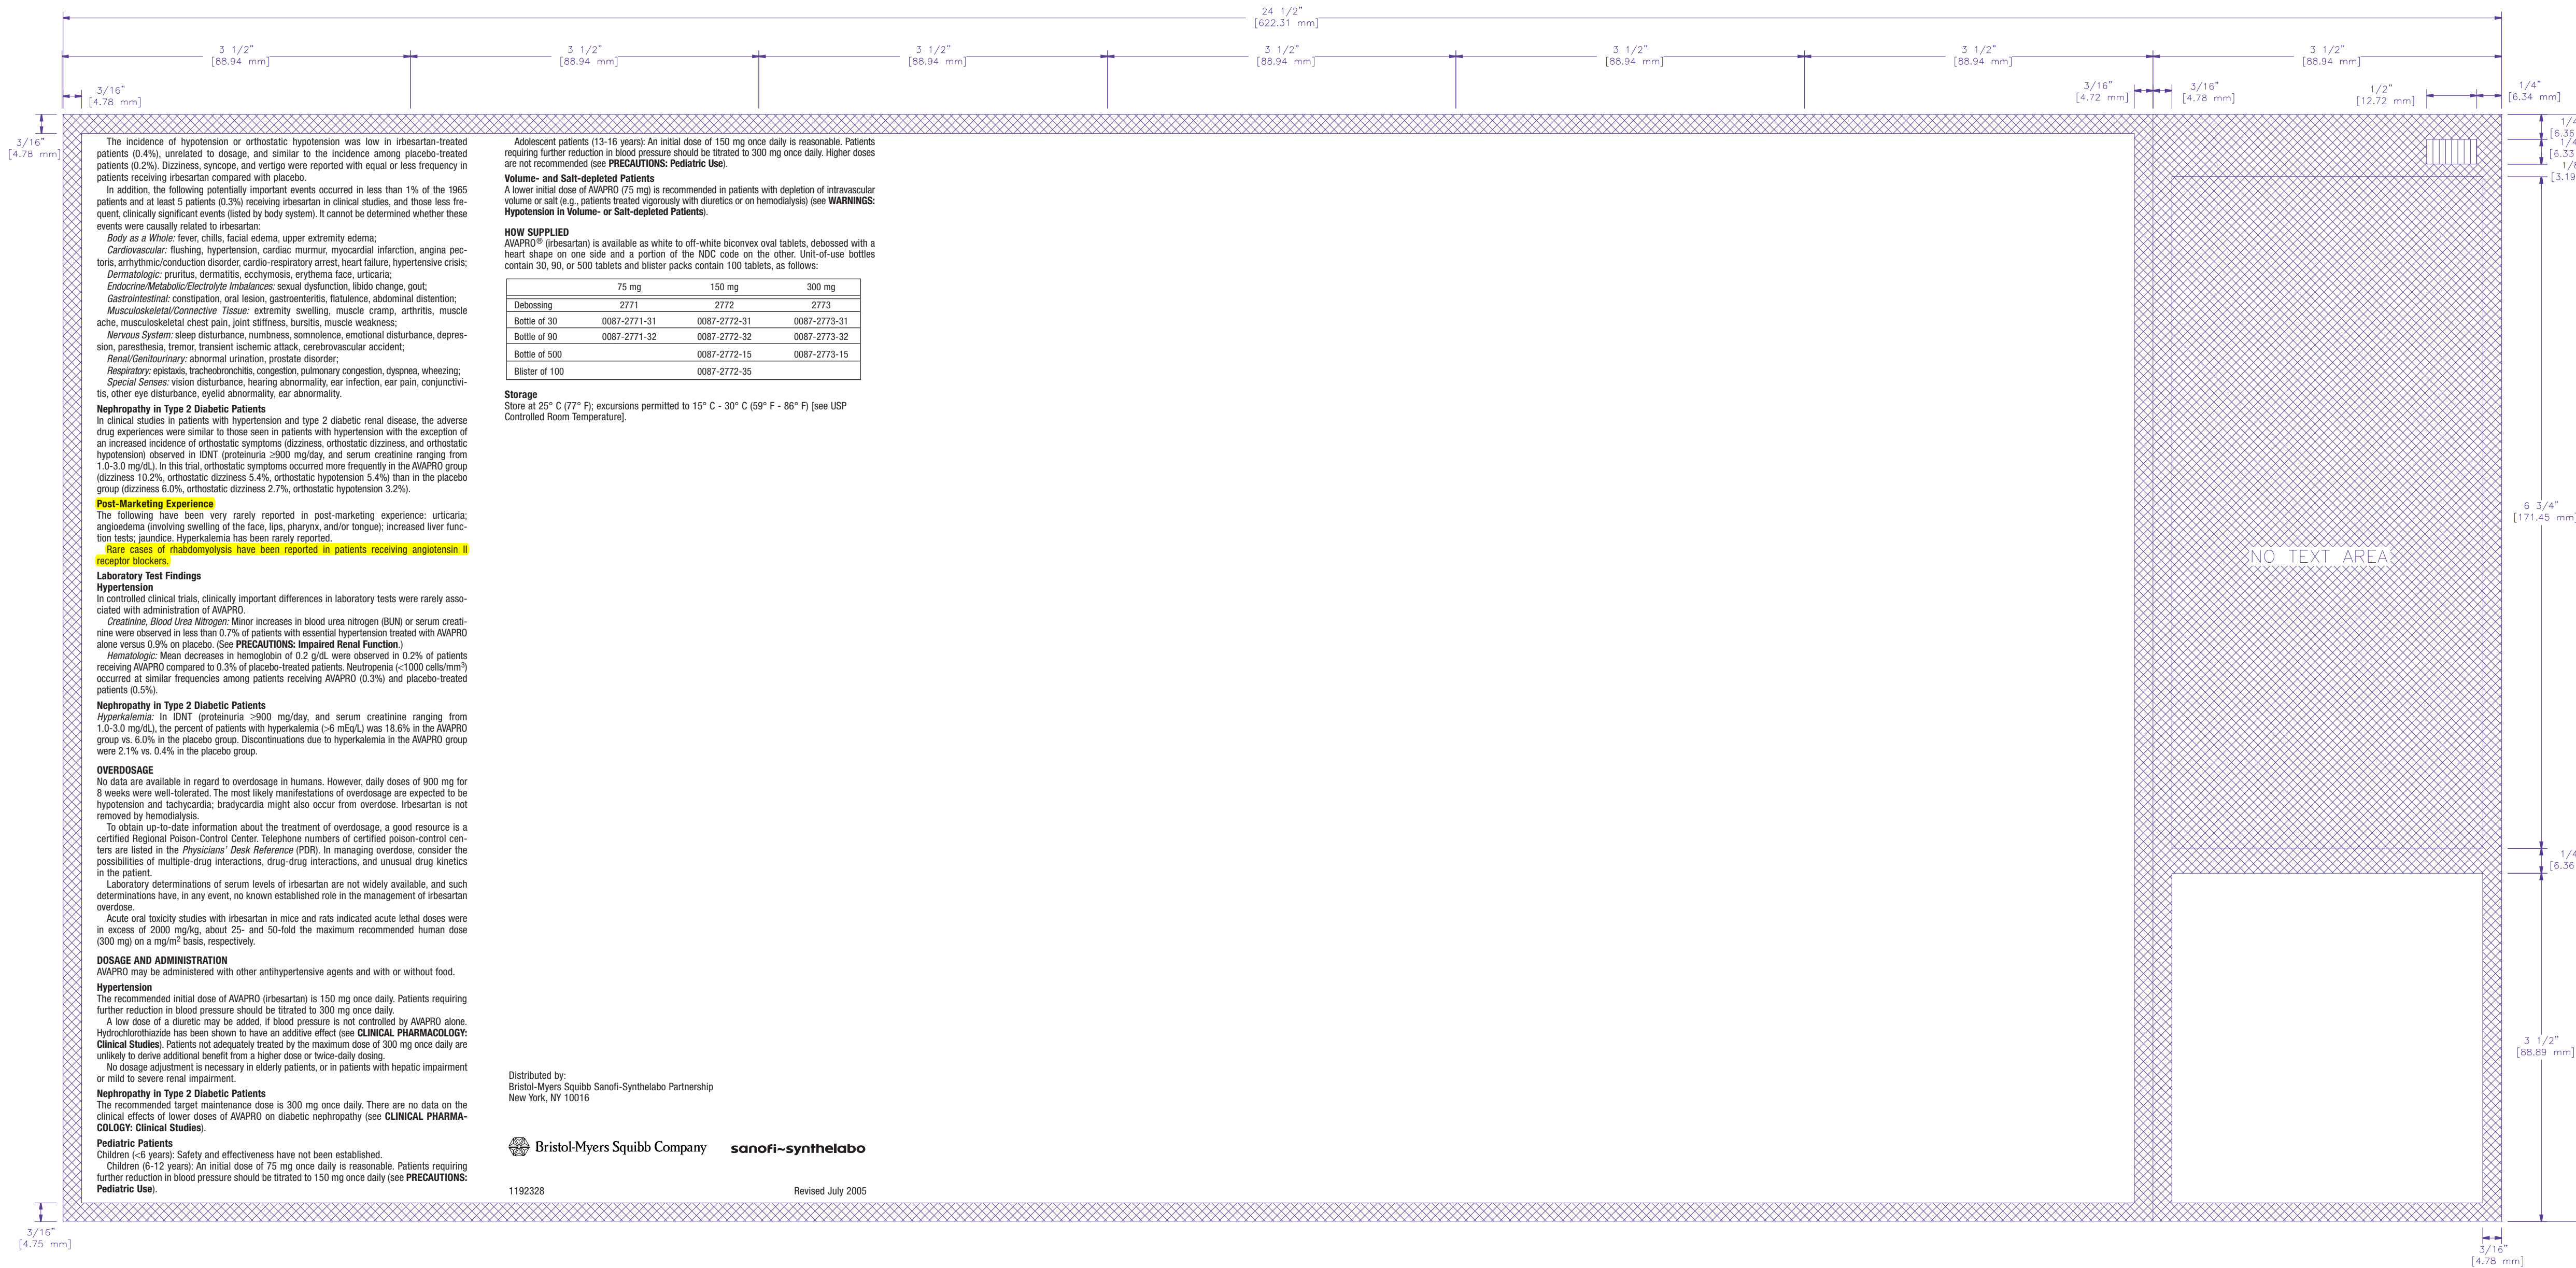 24 1/2"
[622.31 mm]
3 1/2"
[88.94 mm]
3 1/2"
[88.94 mm]
3 1/2"
[88.94 mm]
3 1/2"
[88.94 mm]
3 1/2"
[88.94 mm]
3 1/2"
[88.94 mm]
3 1/2"
[88.94 mm]
3/16"
[4.78 mm]
3/16"
[4.72 mm]
3/16"
[4.78 mm]
1/2"
[12.72 mm]
1/4"
[6.34 mm]
3/16"
[4.78 mm]
The incidence of hypotension or orthostatic hypotension was low in irbesartan-treated
patients (0.4%), unrelated to dosage, and similar to the incidence among placebo-treated
patients (0.2%). Dizziness, syncope, and vertigo were reported with equal or less frequency in
patients receiving irbesartan compared with placebo.
In addition, the following potentially important events occurred in less than 1% of the 1965
patients and at least 5 patients (0.3%) receiving irbesartan in clinical studies, and those less fre-
quent, clinically significant events (listed by body system). It cannot be determined whether these
events were causally related to irbesartan:
Body as a Whole: fever, chills, facial edema, upper extremity edema;
Cardiovascular: flushing, hypertension, cardiac murmur, myocardial infarction, angina pec-
toris, arrhythmic/conduction disorder, cardio-respiratory arrest, heart failure, hypertensive crisis;
Dermatologic: pruritus, dermatitis, ecchymosis, erythema face, urticaria;
Endocrine/Metabolic/Electrolyte Imbalances: sexual dysfunction, libido change, gout;
Gastrointestinal: constipation, oral lesion, gastroenteritis, flatulence, abdominal distention;
Musculoskeletal/Connective Tissue: extremity swelling, muscle cramp, arthritis, muscle
ache, musculoskeletal chest pain, joint stiffness, bursitis, muscle weakness;
Nervous System: sleep disturbance, numbness, somnolence, emotional disturbance, depres-
sion, paresthesia, tremor, transient ischemic attack, cerebrovascular accident;
Renal/Genitourinary: abnormal urination, prostate disorder;
Respiratory: epistaxis, tracheobronchitis, congestion, pulmonary congestion, dyspnea, wheezing;
Special Senses: vision disturbance, hearing abnormality, ear infection, ear pain, conjunctivi-
tis, other eye disturbance, eyelid abnormality, ear abnormality.
Nephropathy in Type 2 Diabetic Patients
In clinical studies in patients with hypertension and type 2 diabetic renal disease, the adverse
drug experiences were similar to those seen in patients with hypertension with the exception of
an increased incidence of orthostatic symptoms (dizziness, orthostatic dizziness, and orthostatic
hypotension) observed in IDNT (proteinuria ≥900 mg/day, and serum creatinine ranging from
1.0-3.0 mg/dL). In this trial, orthostatic symptoms occurred more frequently in the AVAPRO group
(dizziness 10.2%, orthostatic dizziness 5.4%, orthostatic hypotension 5.4%) than in the placebo
group (dizziness 6.0%, orthostatic dizziness 2.7%, orthostatic hypotension 3.2%).
Post-Marketing Experience
The following have been very rarely reported in post-marketing experience: urticaria;
angioedema (involving swelling of the face, lips, pharynx, and/or tongue); increased liver func-
tion tests; jaundice. Hyperkalemia has been rarely reported.
Rare cases of rhabdomyolysis have been reported in patients receiving angiotensin II
receptor blockers.
Laboratory Test Findings
Hypertension
In controlled clinical trials, clinically important differences in laboratory tests were rarely asso-
ciated with administration of AVAPRO.
Creatinine, Blood Urea Nitrogen: Minor increases in blood urea nitrogen (BUN) or serum creati-
nine were observed in less than 0.7% of patients with essential hypertension treated with AVAPRO
alone versus 0.9% on placebo. (See PRECAUTIONS: Impaired Renal Function.)
Hematologic: Mean decreases in hemoglobin of 0.2 g/dL were observed in 0.2% of patients
receiving AVAPRO compared to 0.3% of placebo-treated patients. Neutropenia (<1000 cells/mm3)
occurred at similar frequencies among patients receiving AVAPRO (0.3%) and placebo-treated
patients (0.5%).
Nephropathy in Type 2 Diabetic Patients
Hyperkalemia: In IDNT (proteinuria ≥900 mg/day, and serum creatinine ranging from
1.0-3.0 mg/dL), the percent of patients with hyperkalemia (>6 mEq/L) was 18.6% in the AVAPRO
group vs. 6.0% in the placebo group. Discontinuations due to hyperkalemia in the AVAPRO group
were 2.1% vs. 0.4% in the placebo group.
OVERDOSAGE
No data are available in regard to overdosage in humans. However, daily doses of 900 mg for
8 weeks were well-tolerated. The most likely manifestations of overdosage are expected to be
hypotension and tachycardia; bradycardia might also occur from overdose. Irbesartan is not
removed by hemodialysis.
To obtain up-to-date information about the treatment of overdosage, a good resource is a
certified Regional Poison-Control Center. Telephone numbers of certified poison-control cen-
ters are listed in the Physicians' Desk Reference (PDR). In managing overdose, consider the
possibilities of multiple-drug interactions, drug-drug interactions, and unusual drug kinetics
in the patient.
Laboratory determinations of serum levels of irbesartan are not widely available, and such
determinations have, in any event, no known established role in the management of irbesartan
overdose.
Acute oral toxicity studies with irbesartan in mice and rats indicated acute lethal doses were
in excess of 2000 mg/kg, about 25- and 50-fold the maximum recommended human dose
(300 mg) on a mg/m2 basis, respectively.
DOSAGE AND ADMINISTRATION
AVAPRO may be administered with other antihypertensive agents and with or without food.
Hypertension
The recommended initial dose of AVAPRO (irbesartan) is 150 mg once daily. Patients requiring
further reduction in blood pressure should be titrated to 300 mg once daily.
A low dose of a diuretic may be added, if blood pressure is not controlled by AVAPRO alone.
Hydrochlorothiazide has been shown to have an additive effect (see CLINICAL PHARMACOLOGY:
Clinical Studies). Patients not adequately treated by the maximum dose of 300 mg once daily are
unlikely to derive additional benefit from a higher dose or twice-daily dosing.
No dosage adjustment is necessary in elderly patients, or in patients with hepatic impairment
or mild to severe renal impairment.
Nephropathy in Type 2 Diabetic Patients
The recommended target maintenance dose is 300 mg once daily. There are no data on the
clinical effects of lower doses of AVAPRO on diabetic nephropathy (see CLINICAL PHARMA-
COLOGY: Clinical Studies).
Pediatric Patients
Children (<6 years): Safety and effectiveness have not been established.
Children (6-12 years): An initial dose of 75 mg once daily is reasonable. Patients requiring
further reduction in blood pressure should be titrated to 150 mg once daily (see PRECAUTIONS:
Pediatric Use).
Adolescent patients (13-16 years): An initial dose of 150 mg once daily is reasonable. Patients
requiring further reduction in blood pressure should be titrated to 300 mg once daily. Higher doses
are not recommended (see PRECAUTIONS: Pediatric Use).
Volume- and Salt-depleted Patients
A lower initial dose of AVAPRO (75 mg) is recommended in patients with depletion of intravascular
volume or salt (e.g., patients treated vigorously with diuretics or on hemodialysis) (see WARNINGS:
Hypotension in Volume- or Salt-depleted Patients).
HOW SUPPLIED
AVAPRO® (irbesartan) is available as white to off-white biconvex oval tablets, debossed with a
heart shape on one side and a portion of the NDC code on the other. Unit-of-use bottles
contain 30, 90, or 500 tablets and blister packs contain 100 tablets, as follows:
75 mg 150 mg 300 mg
Debossing 2771 2772 2773
Bottle of 30 0087-2771-31 0087-2772-31 0087-2773-31
Bottle of 90 0087-2771-32 0087-2772-32 0087-2773-32
Bottle of 500 0087-2772-15 0087-2773-15
Blister of 100 0087-2772-35
Storage
Store at 25° C (77° F); excursions permitted to 15° C - 30° C (59° F - 86° F) [see USP
Controlled Room Temperature].
Distributed by:
Bristol-Myers Squibb Sanofi-Synthelabo Partnership
New York, NY 10016
Bristol-Myers Squibb Company
sanofi~synthelabo
1192328 Revised July 2005
NO TEXT AREA
1/4
[6.36
1/4
[6.33
1/8
[3.19
6 3/4"
[171.45 mm]
1/4
[6.36
3 1/2"
[88.89 mm]
3/16"
[4.75 mm]
3/16"
[4.78 mm]